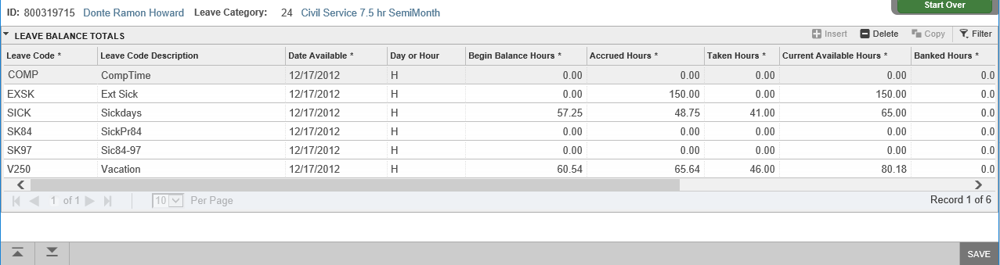 Start Over
ID: 800319715 Donte Ramon Howard Leave Category: 24 Civil Service 7.5 hr SemiMonth
LEAVE BALANCE TOTALS Insert Delete Copy Filter
Leave Code * Leave Code Description Date Available * Day or Hour Begin Balance Hours * Accrued Hours * Taken Hours * Current Available Hours * Banked Hours *
COMP CompTime 12/17/2012 H 0.00 0.00 0.00 0.00 0.0
EXSK Ext Sick 12/17/2012 H 0.00 150.00 0.00 150.00 0.0
SICK Sickdays 12/17/2012 H 57.25 48.75 41.00 65.00 0.0
SK84 SickPr84 12/17/2012 H 0.00 0.00 0.00 0.00 0.0
SK97 Sic84-97 12/17/2012 H 0.00 0.00 0.00 0.00 0.0
V250 Vacation 12/17/2012 H 60.54 65.64 46.00 80.18 0.0
1 of 1 10 Per Page Record 1 of 6
SAVE